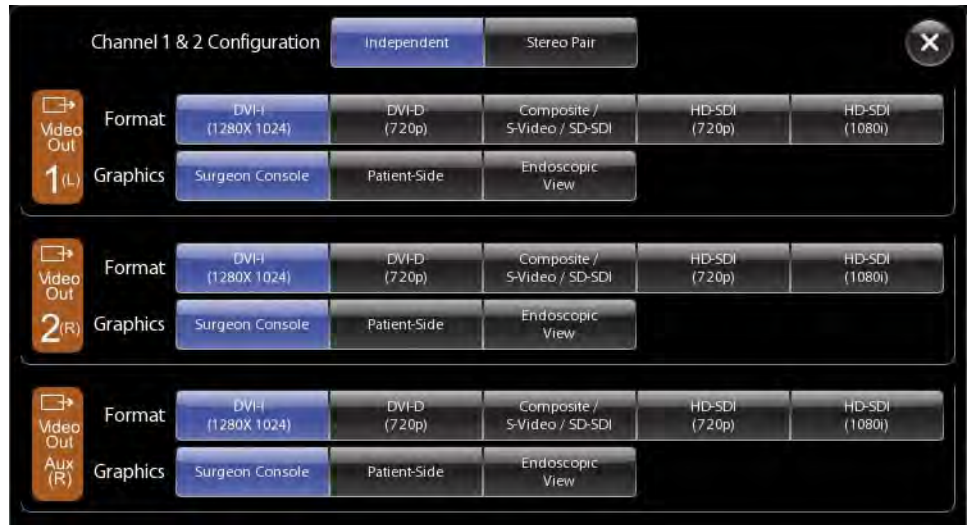 Channel 1 & 2 Configuration Independent Stereo Pair
Video Out 1(L)
Format DVI-I (1280X 1024) DVI-D (720p) Composite / S-Video / SD-SDI HD-SDI (720p) HD-SDI (1080i)
Graphics Surgeon Console Patient-Side Endoscopic View
Video Out 2(R)
Format DVI-I (1280X 1024) DVI-D (720p) Composite / S-Video / SD-SDI HD-SDI (720p) HD-SDI (1080i)
Graphics Surgeon Console Patient-Side Endoscopic View
Video Out Aux (R)
Format DVI-I (1280X 1024) DVI-D (720p) Composite / S-Video / SD-SDI HD-SDI (720p) HD-SDI (1080i)
Graphics Surgeon Console Patient-Side Endoscopic View